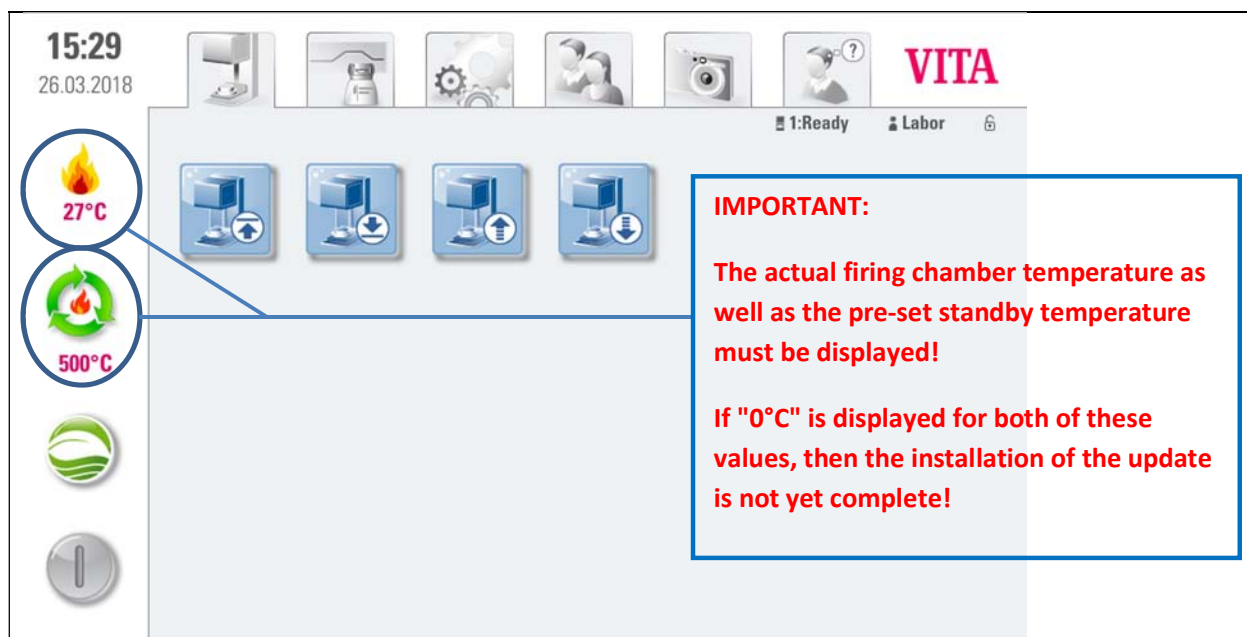 15:29
26.03.2018
?
VITA
1:Ready
Labor
27°C
500°C
IMPORTANT:
The actual firing chamber temperature as
well as the pre-set standby temperature
must be displayed!
If "0°C" is displayed for both of these
values, then the installation of the update
is not yet complete!